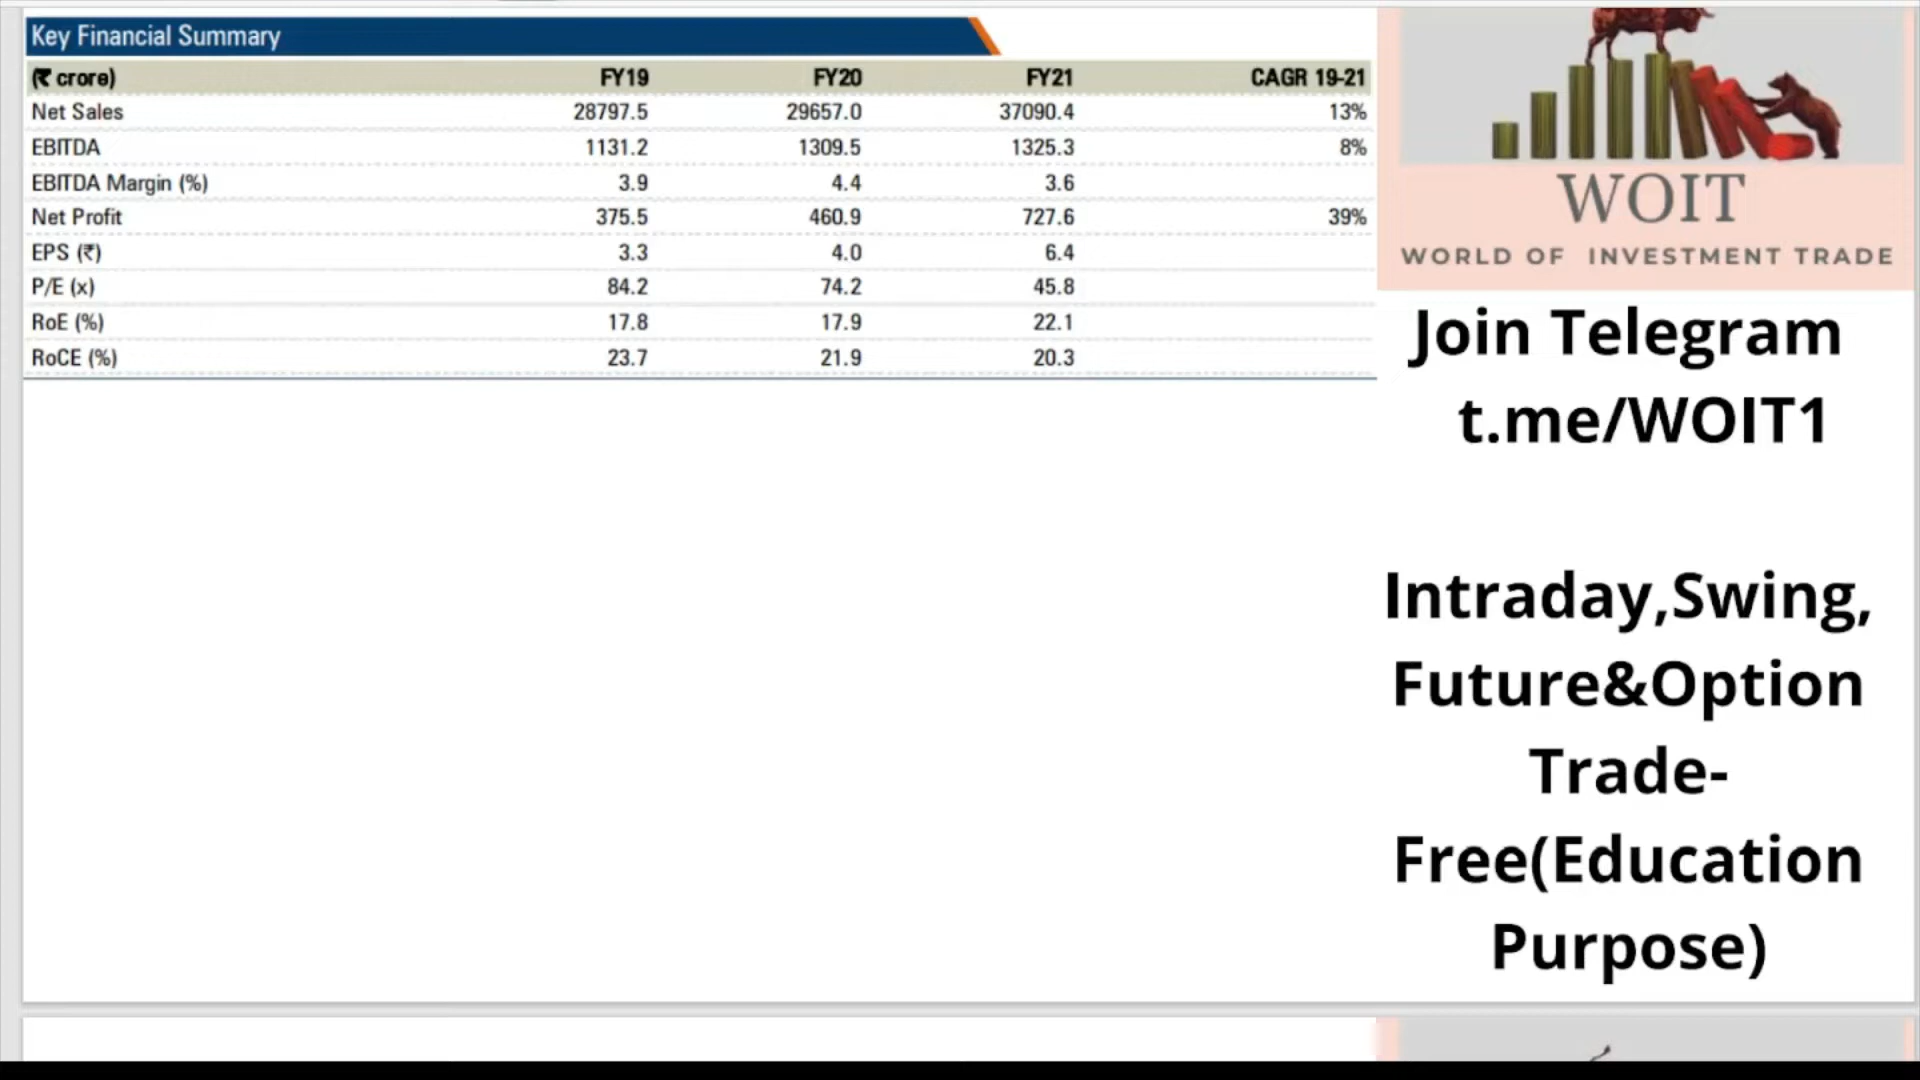 Key Financial Summary
(₹ crore) FY19 FY20 FY21 CAGR 19-21
Net Sales 28797.5 29657.0 37090.4 13%
EBITDA 1131.2 1309.5 1325.3 8%
EBITDA Margin (%) 3.9 4.4 3.6
Net Profit 375.5 460.9 727.6 39%
EPS (₹) 3.3 4.0 6.4
P/E (x) 84.2 74.2 45.8
RoE (%) 17.8 17.9 22.1
RoCE (%) 23.7 21.9 20.3
WOIT
WORLD OF INVESTMENT TRADE
Join Telegram
t.me/WOIT1
Intraday,Swing,
Future&Option
Trade-
Free(Education
Purpose)